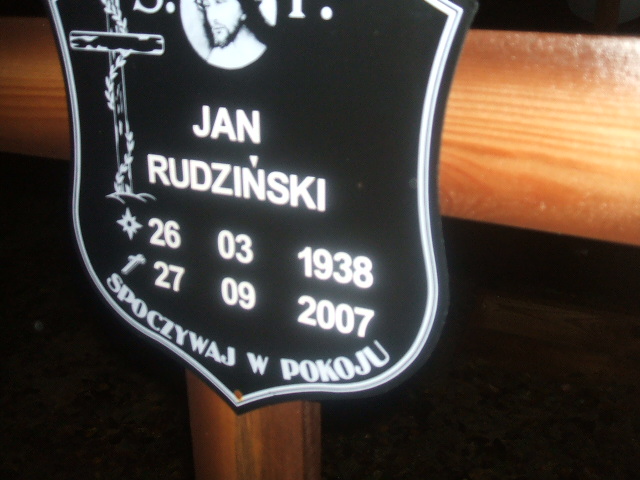 Ś. P.
JAN
RUDZIŃSKI
26 03 1938
27 09 2007
SPOCZYWAJ W POKOJU